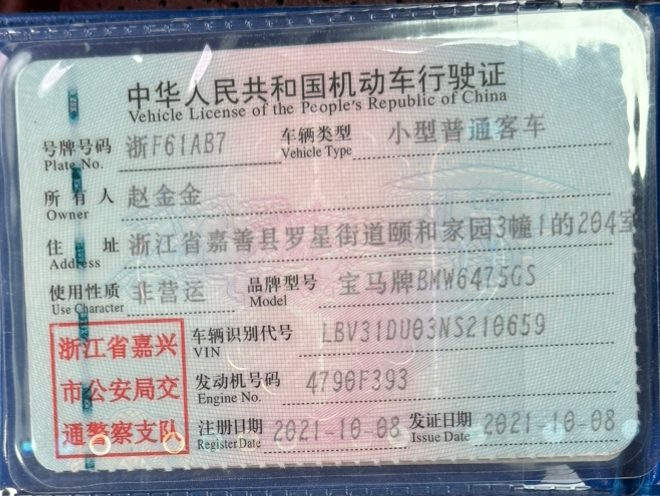 中华人民共和国机动车行驶证
Vehicle License of the People's Republic of China
号牌号码 浙F61AB7 车辆类型 小型普通客车
Plate No. Vehicle Type
所有人 赵金金
Owner
住址 浙江省嘉善县罗星街道颐和家园3幢1的204室
Address
使用性质 非营运 品牌型号 宝马牌BMW6475GS
Use Character Model
浙江省嘉兴 车辆识别代号 LBV31DU03NS210659
VIN
市公安局交 发动机号码 4790F393
Engine No.
通警察支队 注册日期 2021-10-08 发证日期 2021-10-08
Register Date Issue Date